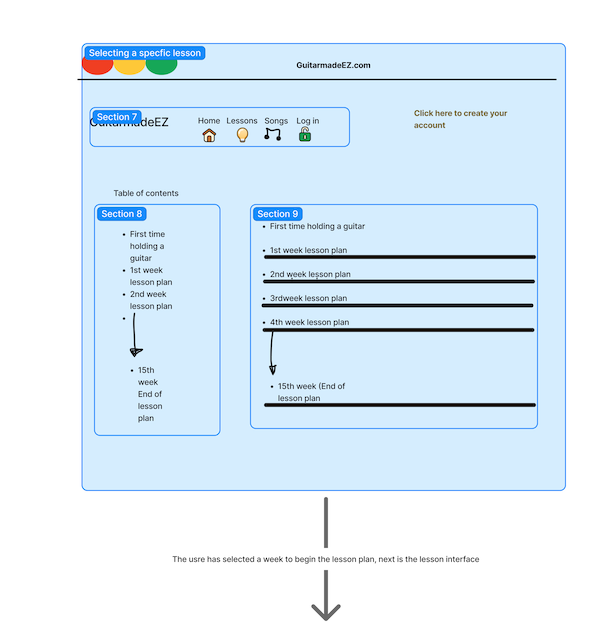 Selecting a specfic lesson
GuitarmadeEZ.com
Section 7
GuitarmadeEZ
Home
Lessons
Songs
Log in
Click here to create your
account
Table of contents
Section 8
• First time
holding a
guitar
• 1st week
lesson plan
• 2nd week
lesson plan
•
• 15th
week
End of
lesson
plan
Section 9
• First time holding a guitar
• 1st week lesson plan
• 2nd week lesson plan
• 3rdweek lesson plan
• 4th week lesson plan
• 15th week (End of
lesson plan
The usre has selected a week to begin the lesson plan, next is the lesson interface